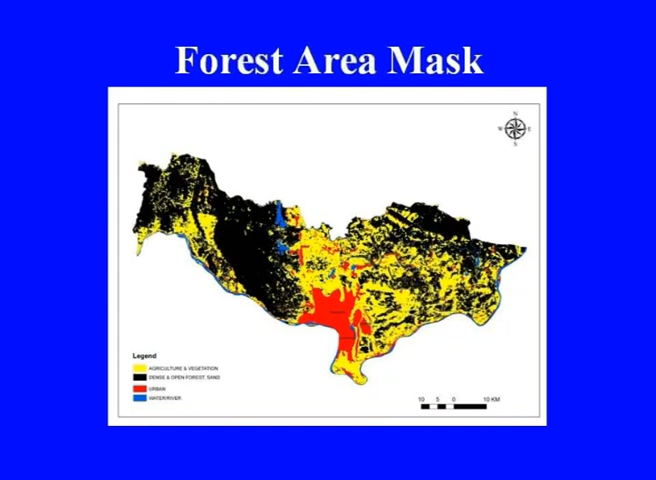 Forest Area Mask
N
W E
S
Legend
AGRICULTURE & VEGETATION
DENSE & OPEN FOREST, SAND
URBAN
WATER/RIVER
10 5 0 10 KM